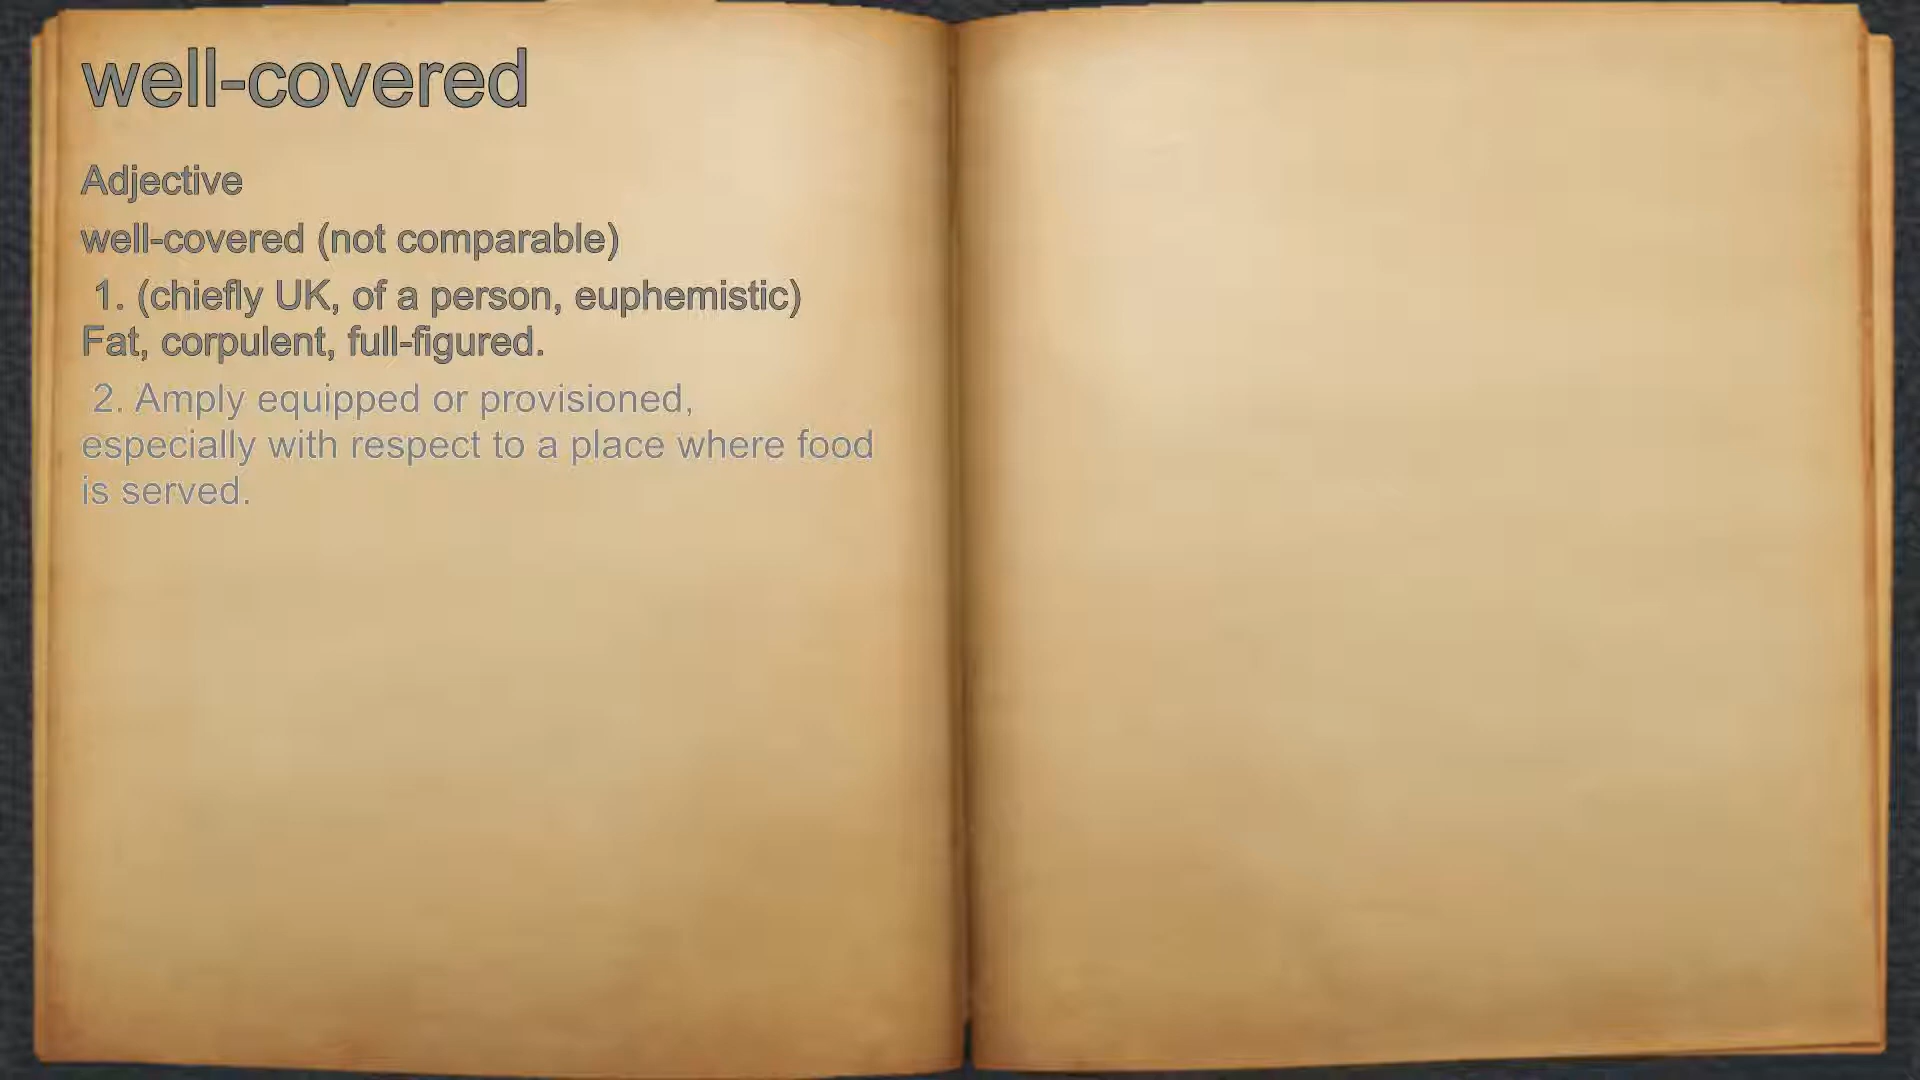 well-covered
Adjective
well-covered (not comparable)
1. (chiefly UK, of a person, euphemistic)
Fat, corpulent, full-figured.
2. Amply equipped or provisioned,
especially with respect to a place where food
is served.